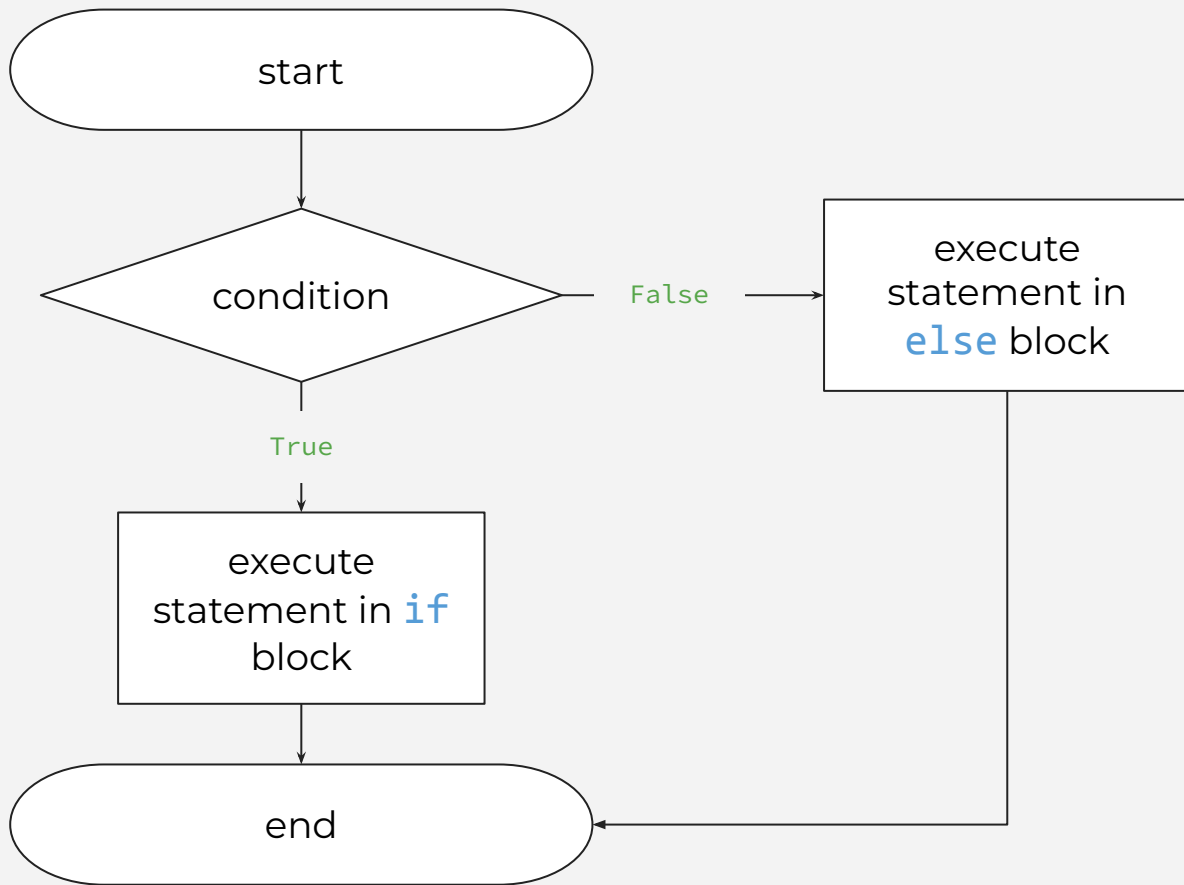 start
condition
False
execute
statement in
else block
True
execute
statement in if
block
end